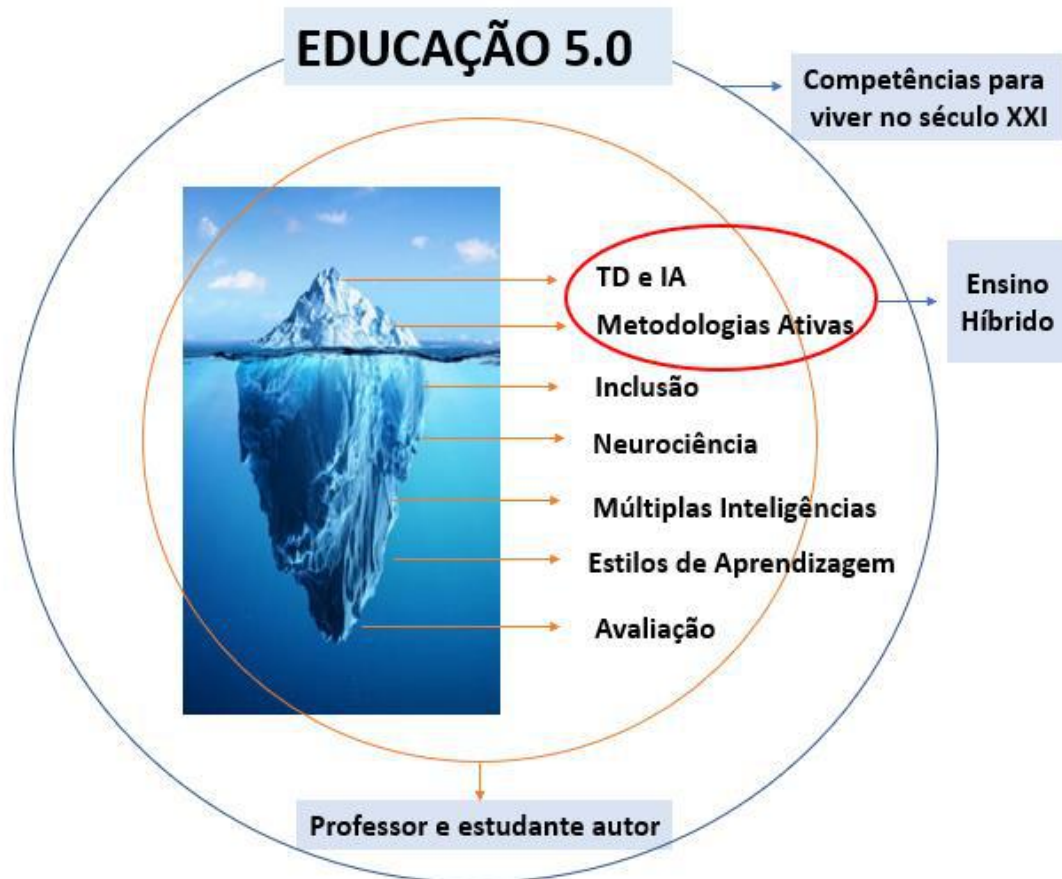 EDUCAÇÃO 5.0
Competências para
viver no século XXI
TD e IA
Metodologias Ativas
Ensino
Híbrido
Inclusão
Neurociência
Múltiplas Inteligências
Estilos de Aprendizagem
Avaliação
Professor e estudante autor